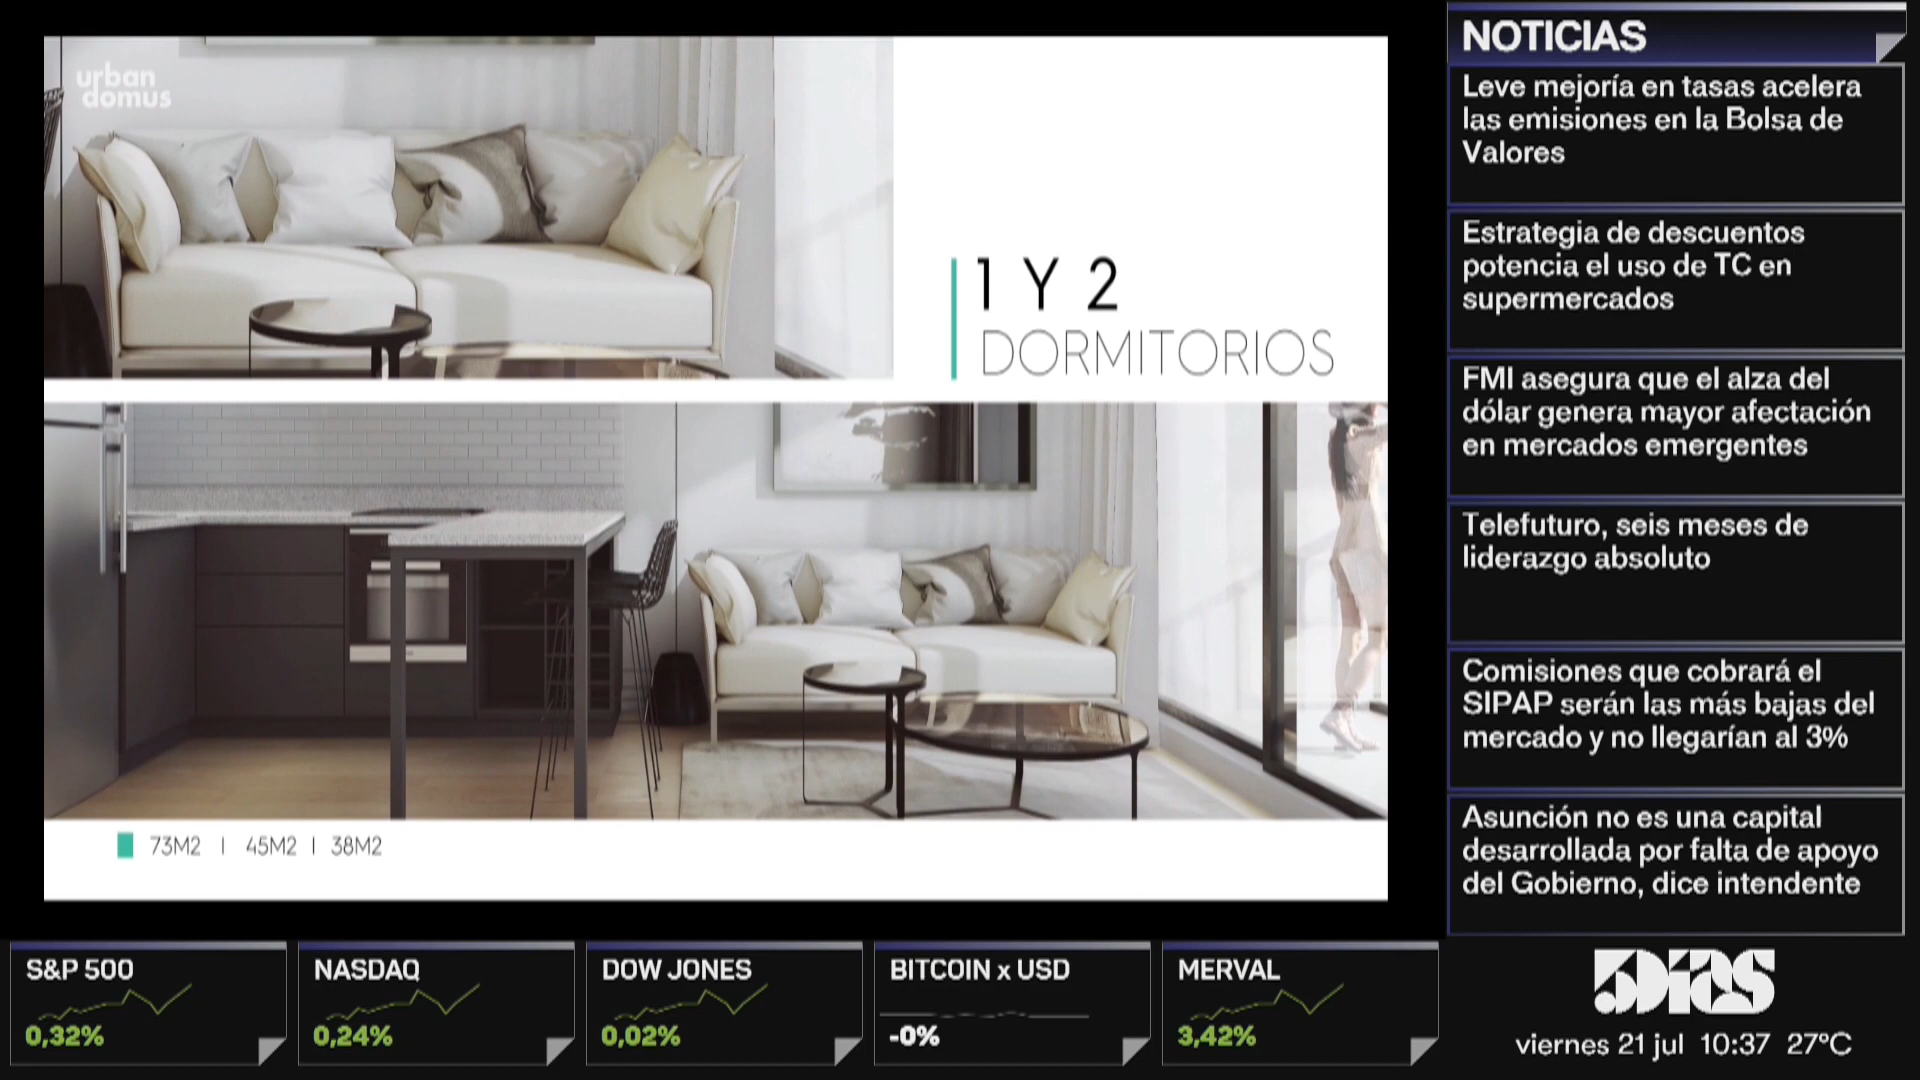 urban
domus
1 Y 2
DORMITORIOS
73M2 | 45M2 | 38M2
NOTICIAS
Leve mejoría en tasas acelera
las emisiones en la Bolsa de
Valores
Estrategia de descuentos
potencia el uso de TC en
supermercados
FMI asegura que el alza del
dólar genera mayor afectación
en mercados emergentes
Telefuturo, seis meses de
liderazgo absoluto
Comisiones que cobrará el
SIPAP serán las más bajas del
mercado y no llegarían al 3%
Asunción no es una capital
desarrollada por falta de apoyo
del Gobierno, dice intendente
S&P 500
0,32%
NASDAQ
0,24%
DOW JONES
0,02%
BITCOIN x USD
-0%
MERVAL
3,42%
5Días
viernes 21 jul 10:37 27°C